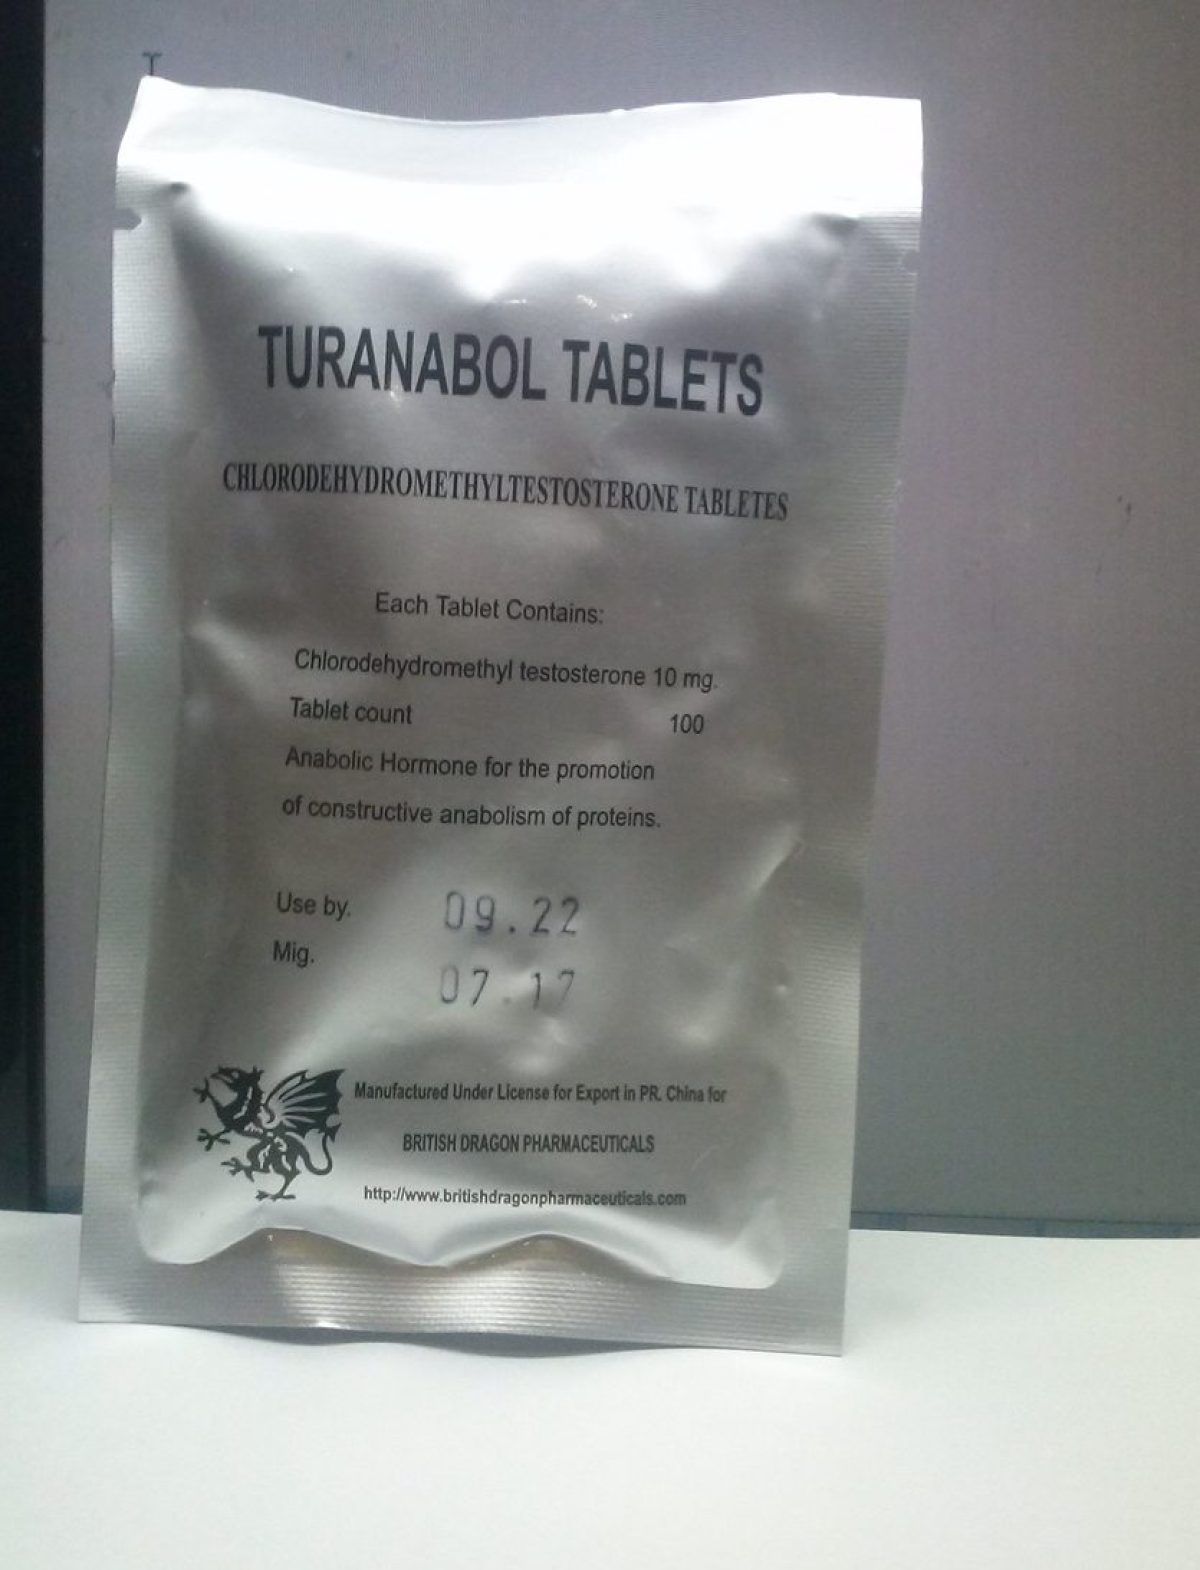 TURANABOL TABLETS
CHLORODEHYDROMETHYLTESTOSTERONE TABLETES
Each Tablet Contains:
Chlorodehydromethyl testosterone 10 mg.
Tablet count 100
Anabolic Hormone for the promotion
of constructive anabolism of proteins.
Use by. 09.22
Mig. 07.17
Manufactured Under License for Export in PR. China for
BRITISH DRAGON PHARMACEUTICALS
http://www.britishdragonpharmaceuticals.com